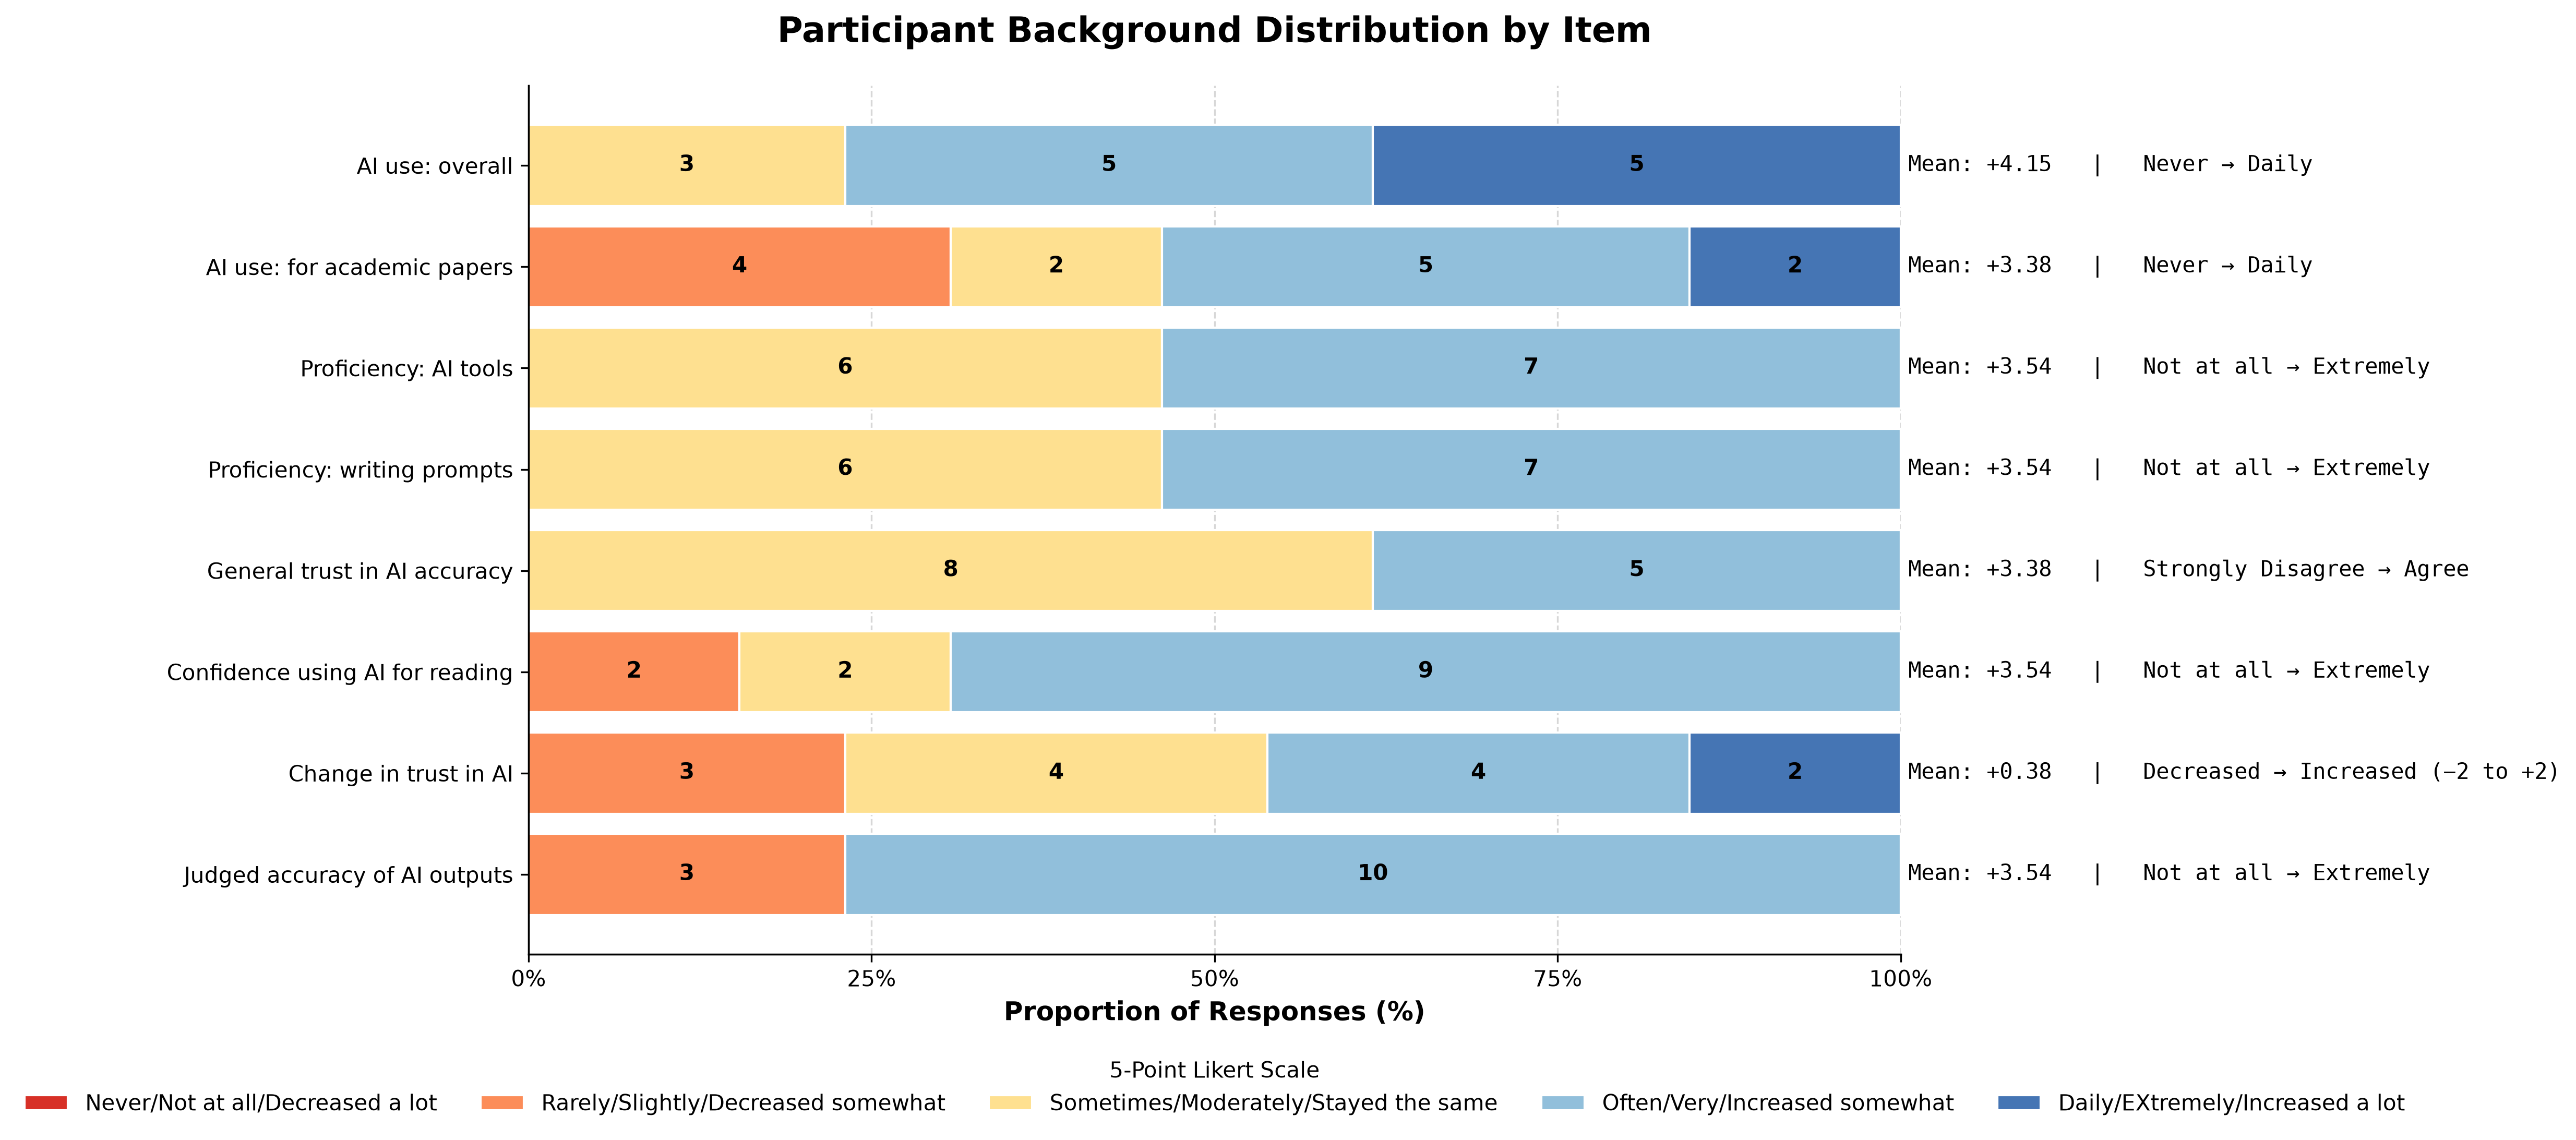 Participant Background Distribution by Item
AI use: overall 3 5 5 Mean: +4.15 | Never → Daily
AI use: for academic papers 4 2 5 2 Mean: +3.38 | Never → Daily
Proficiency: AI tools 6 7 Mean: +3.54 | Not at all → Extremely
Proficiency: writing prompts 6 7 Mean: +3.54 | Not at all → Extremely
General trust in AI accuracy 8 5 Mean: +3.38 | Strongly Disagree → Agree
Confidence using AI for reading 2 2 9 Mean: +3.54 | Not at all → Extremely
Change in trust in AI 3 4 4 2 Mean: +0.38 | Decreased → Increased (−2 to +2)
Judged accuracy of AI outputs 3 10 Mean: +3.54 | Not at all → Extremely
0% 25% 50% 75% 100%
Proportion of Responses (%)
5-Point Likert Scale
Never/Not at all/Decreased a lot Rarely/Slightly/Decreased somewhat Sometimes/Moderately/Stayed the same Often/Very/Increased somewhat Daily/EXtremely/Increased a lot